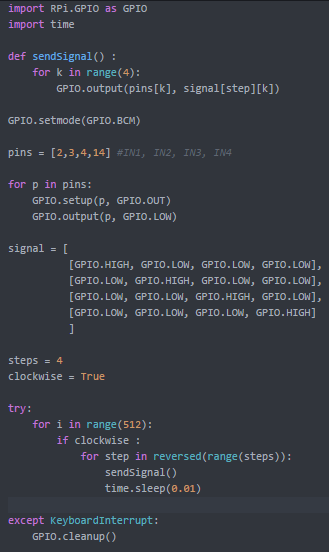 import RPi.GPIO as GPIO
import time

def sendSignal() :
    for k in range(4):
        GPIO.output(pins[k], signal[step][k])

GPIO.setmode(GPIO.BCM)

pins = [2,3,4,14] #IN1, IN2, IN3, IN4

for p in pins:
    GPIO.setup(p, GPIO.OUT)
    GPIO.output(p, GPIO.LOW)

signal = [
          [GPIO.HIGH, GPIO.LOW, GPIO.LOW, GPIO.LOW],
          [GPIO.LOW, GPIO.HIGH, GPIO.LOW, GPIO.LOW],
          [GPIO.LOW, GPIO.LOW, GPIO.HIGH, GPIO.LOW],
          [GPIO.LOW, GPIO.LOW, GPIO.LOW, GPIO.HIGH]
          ]

steps = 4
clockwise = True

try:
    for i in range(512):
        if clockwise :
            for step in reversed(range(steps)):
                sendSignal()
                time.sleep(0.01)

except KeyboardInterrupt:
    GPIO.cleanup()